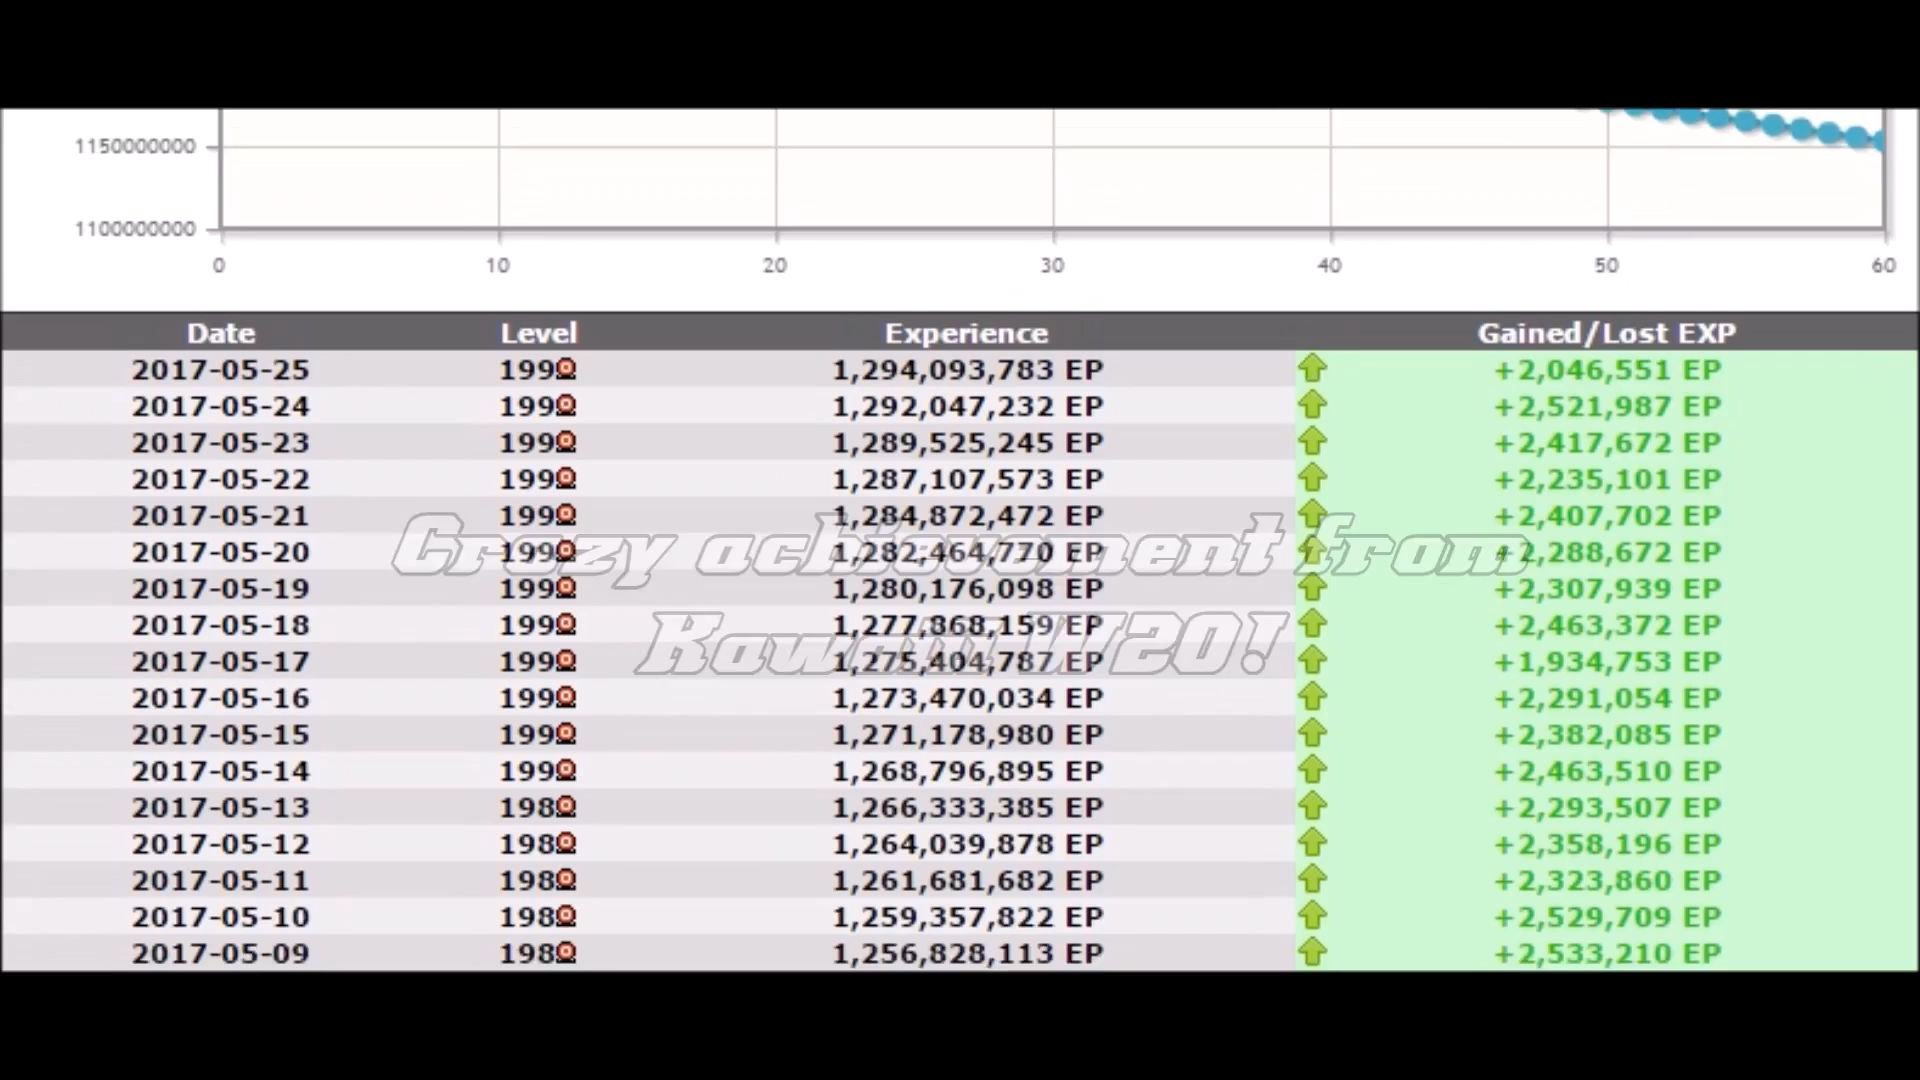 1150000000
1100000000
0 10 20 30 40 50 60
Date Level Experience Gained/Lost EXP
2017-05-25 199 1,294,093,783 EP +2,046,551 EP
2017-05-24 199 1,292,047,232 EP +2,521,987 EP
2017-05-23 199 1,289,525,245 EP +2,417,672 EP
2017-05-22 199 1,287,107,573 EP +2,235,101 EP
2017-05-21 199 1,284,872,472 EP +2,407,702 EP
2017-05-20 199 1,282,464,770 EP +2,288,672 EP
Crazy achievement from
2017-05-19 199 1,280,176,098 EP +2,307,939 EP
2017-05-18 199 1,277,868,159 EP +2,463,372 EP
W20!
2017-05-17 199 1,275,404,787 EP +1,934,753 EP
2017-05-16 199 1,273,470,034 EP +2,291,054 EP
2017-05-15 199 1,271,178,980 EP +2,382,085 EP
2017-05-14 199 1,268,796,895 EP +2,463,510 EP
2017-05-13 198 1,266,333,385 EP +2,293,507 EP
2017-05-12 198 1,264,039,878 EP +2,358,196 EP
2017-05-11 198 1,261,681,682 EP +2,323,860 EP
2017-05-10 198 1,259,357,822 EP +2,529,709 EP
2017-05-09 198 1,256,828,113 EP +2,533,210 EP